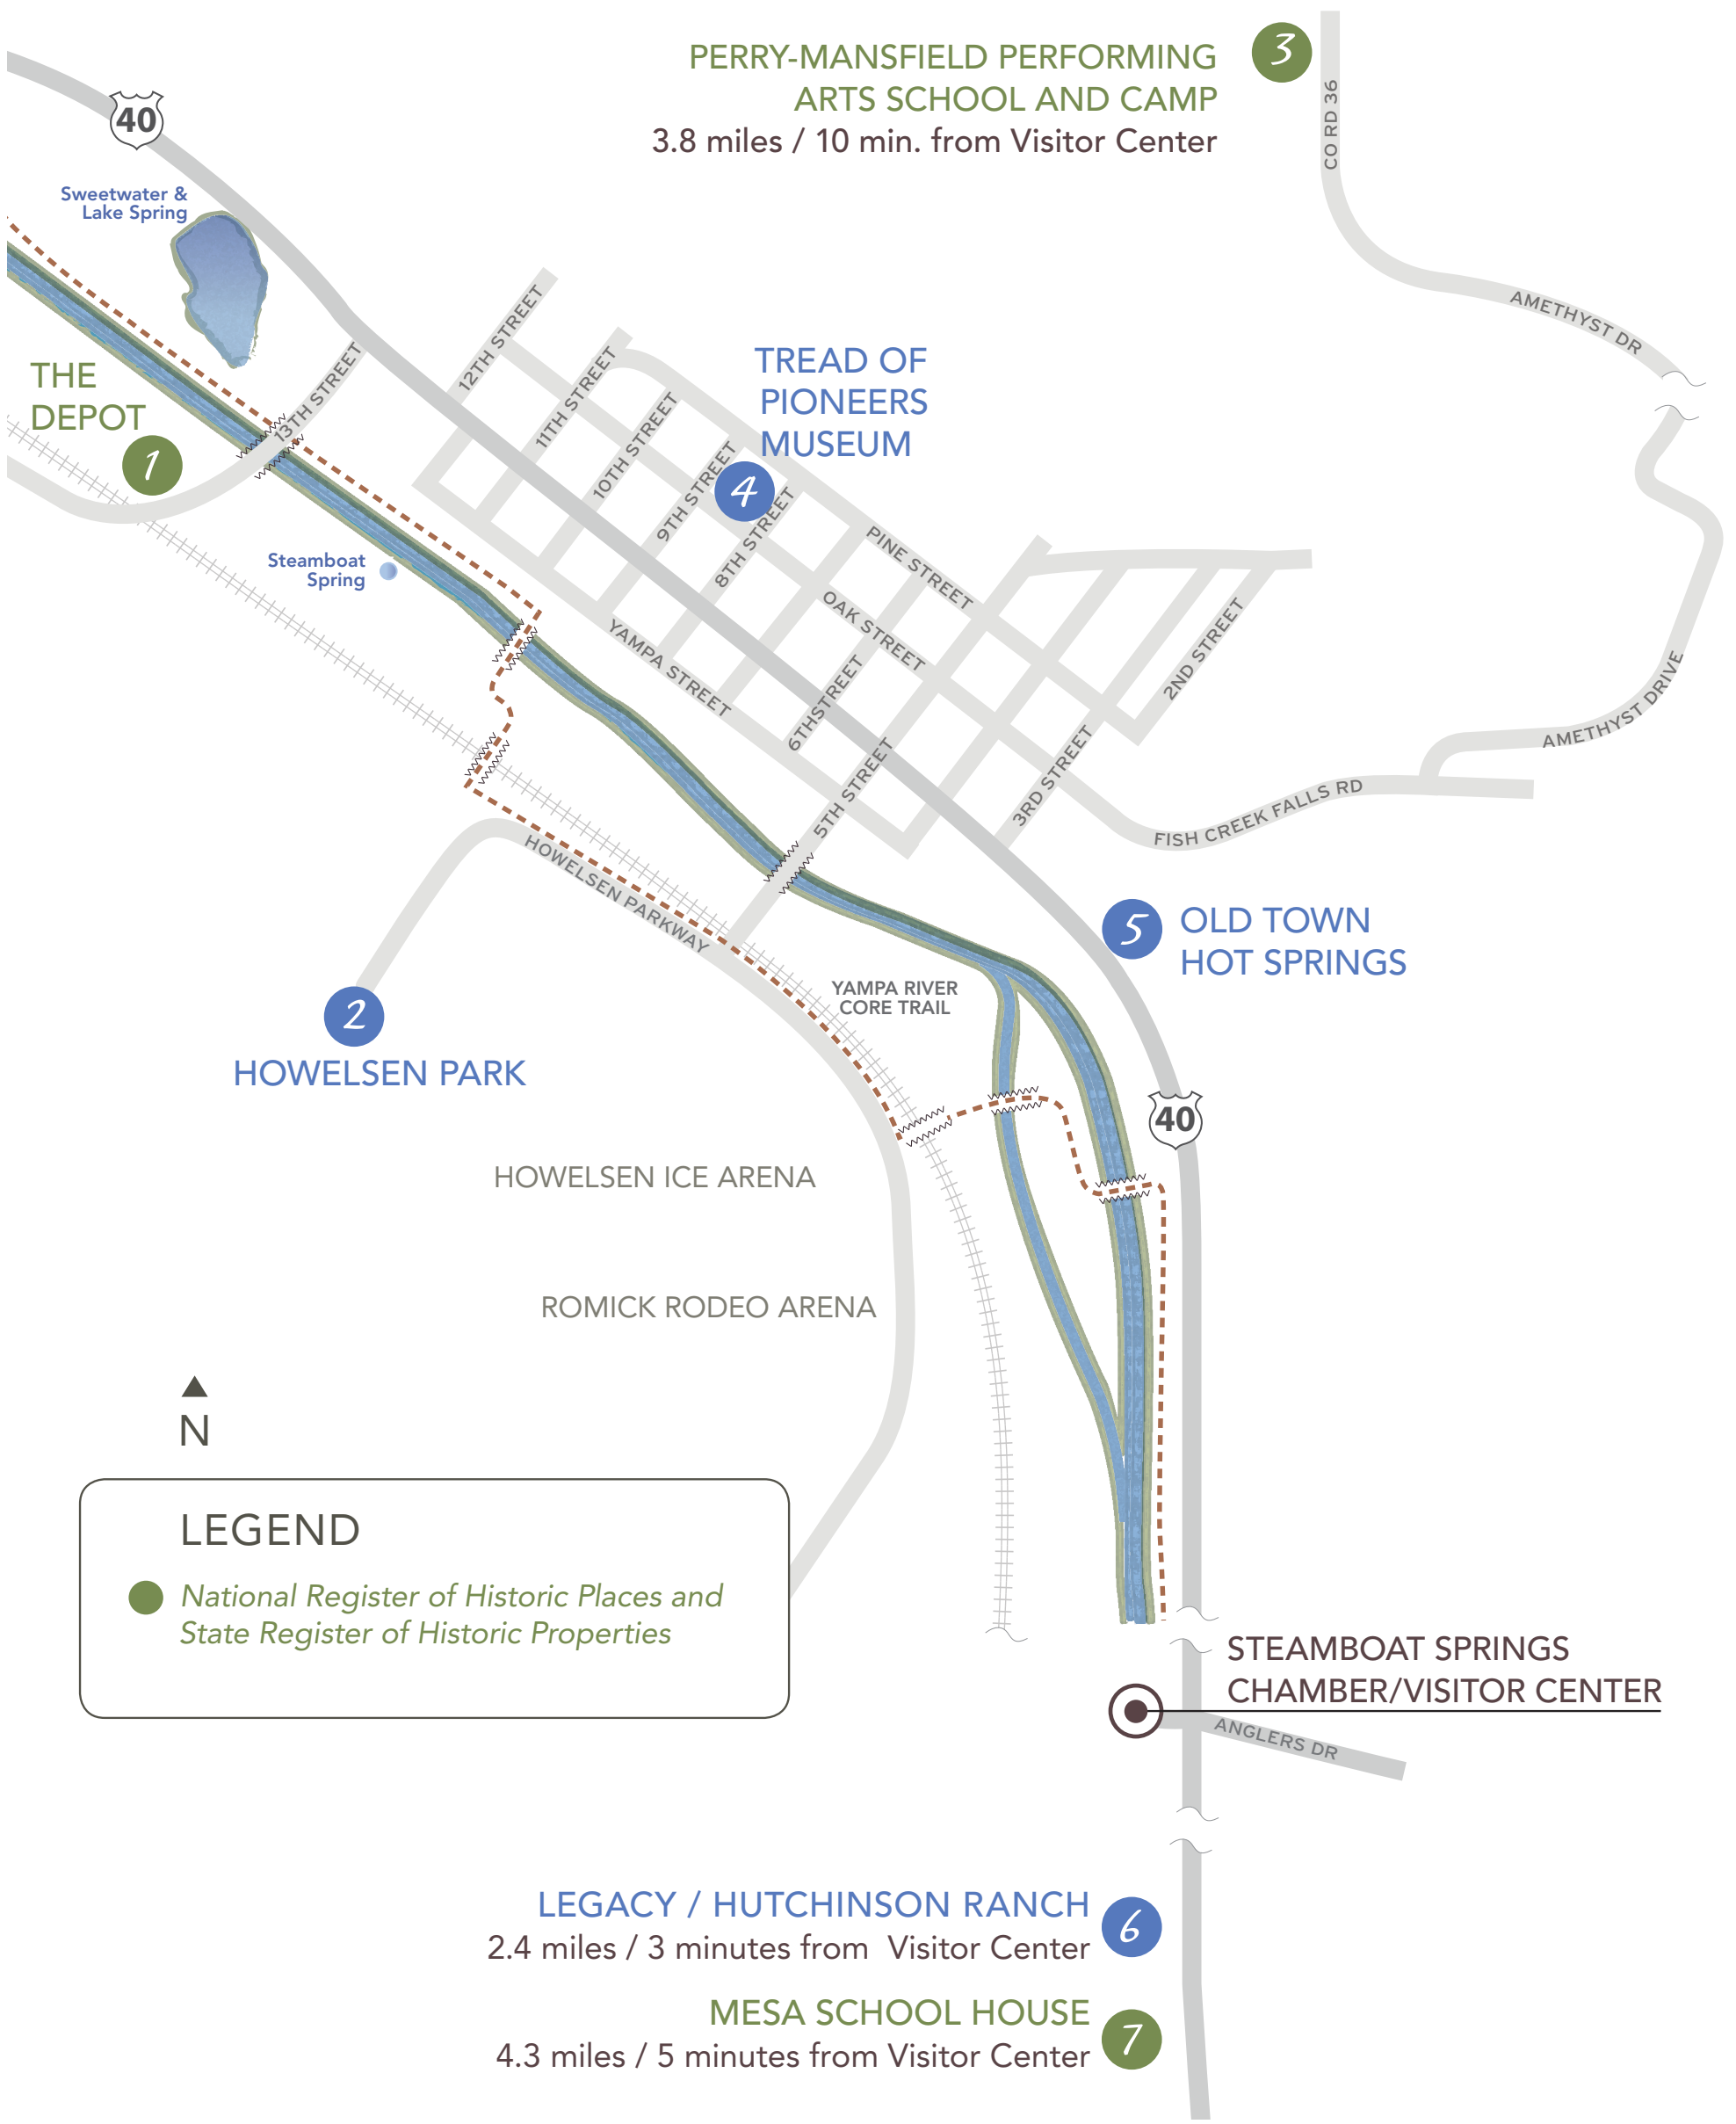 PERRY-MANSFIELD PERFORMING
ARTS SCHOOL AND CAMP
3.8 miles / 10 min. from Visitor Center
3
CO RD 36
40
Sweetwater &
Lake Spring
AMETHYST DR
THE
DEPOT
1
13TH STREET
12TH STREET
11TH STREET
10TH STREET
9TH STREET
8TH STREET
TREAD OF
PIONEERS
MUSEUM
4
Steamboat
Spring
PINE STREET
OAK STREET
YAMPA STREET
6THSTREET
5TH STREET
3RD STREET
2ND STREET
AMETHYST DRIVE
FISH CREEK FALLS RD
HOWELSEN PARKWAY
5
OLD TOWN
HOT SPRINGS
YAMPA RIVER
CORE TRAIL
2
HOWELSEN PARK
40
HOWELSEN ICE ARENA
ROMICK RODEO ARENA
N
LEGEND
National Register of Historic Places and
State Register of Historic Properties
STEAMBOAT SPRINGS
CHAMBER/VISITOR CENTER
ANGLERS DR
LEGACY / HUTCHINSON RANCH
2.4 miles / 3 minutes from  Visitor Center
6
MESA SCHOOL HOUSE
4.3 miles / 5 minutes from Visitor Center
7